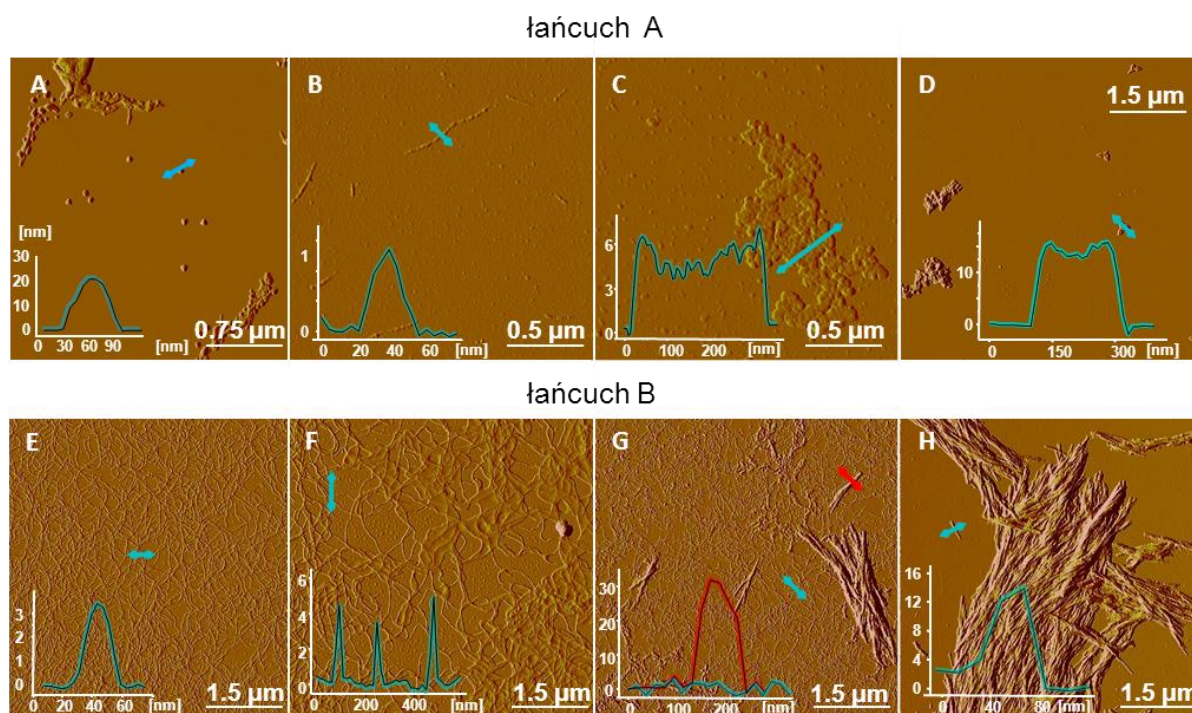 łańcuch A
A
B
C
D
1.5 µm
[nm]
30
20
10
0
0 30 60 90 [nm]
0.75 µm
1
0
0 20 40 60 [nm]
0.5 µm
6
3
0
0 100 200 [nm]
0.5 µm
10
0
0 150 300 [nm]
łańcuch B
E
F
G
H
3
2
1
0
0 20 40 60 [nm]
1.5 µm
6
4
2
0
200 400 [nm]
1.5 µm
30
20
10
0
0 100 200 [nm]
1.5 µm
16
12
8
4
0
0 40 80 [nm]
1.5 µm